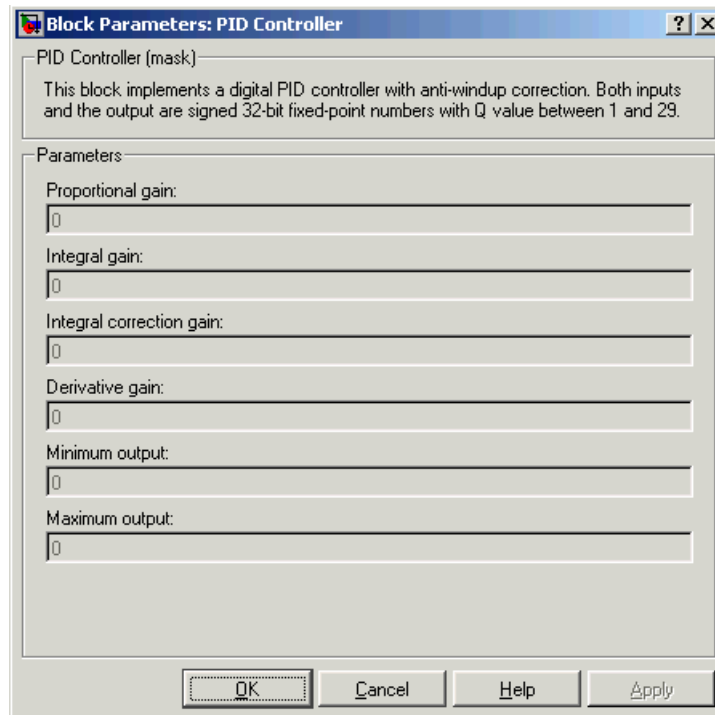 Block Parameters: PID Controller
PID Controller (mask)
This block implements a digital PID controller with anti-windup correction. Both inputs
and the output are signed 32-bit fixed-point numbers with Q value between 1 and 29.
Parameters
Proportional gain:
0
Integral gain:
0
Integral correction gain:
0
Derivative gain:
0
Minimum output:
0
Maximum output:
0
OK Cancel Help Apply